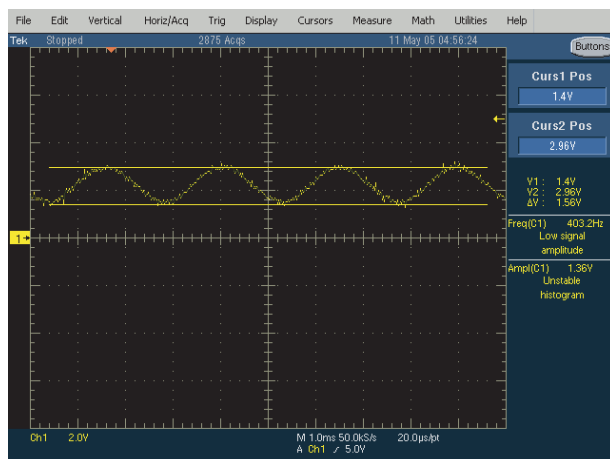 File Edit Vertical Horiz/Acq Trig Display Cursors Measure Math Utilities Help
Tek Stopped 2875 Acqs 11 May 05 04:56:24
Buttons
Curs1 Pos
1.4V
Curs2 Pos
2.96V
V1 : 1.4V
V2 : 2.96V
ΔV : 1.56V
Freq(C1) 403.2Hz
Low signal
amplitude
1
Ampl(C1) 1.36V
Unstable
histogram
Ch1 2.0V M 1.0ms 50.0kS/s 20.0µs/pt
A Ch1 ∕ 5.0V